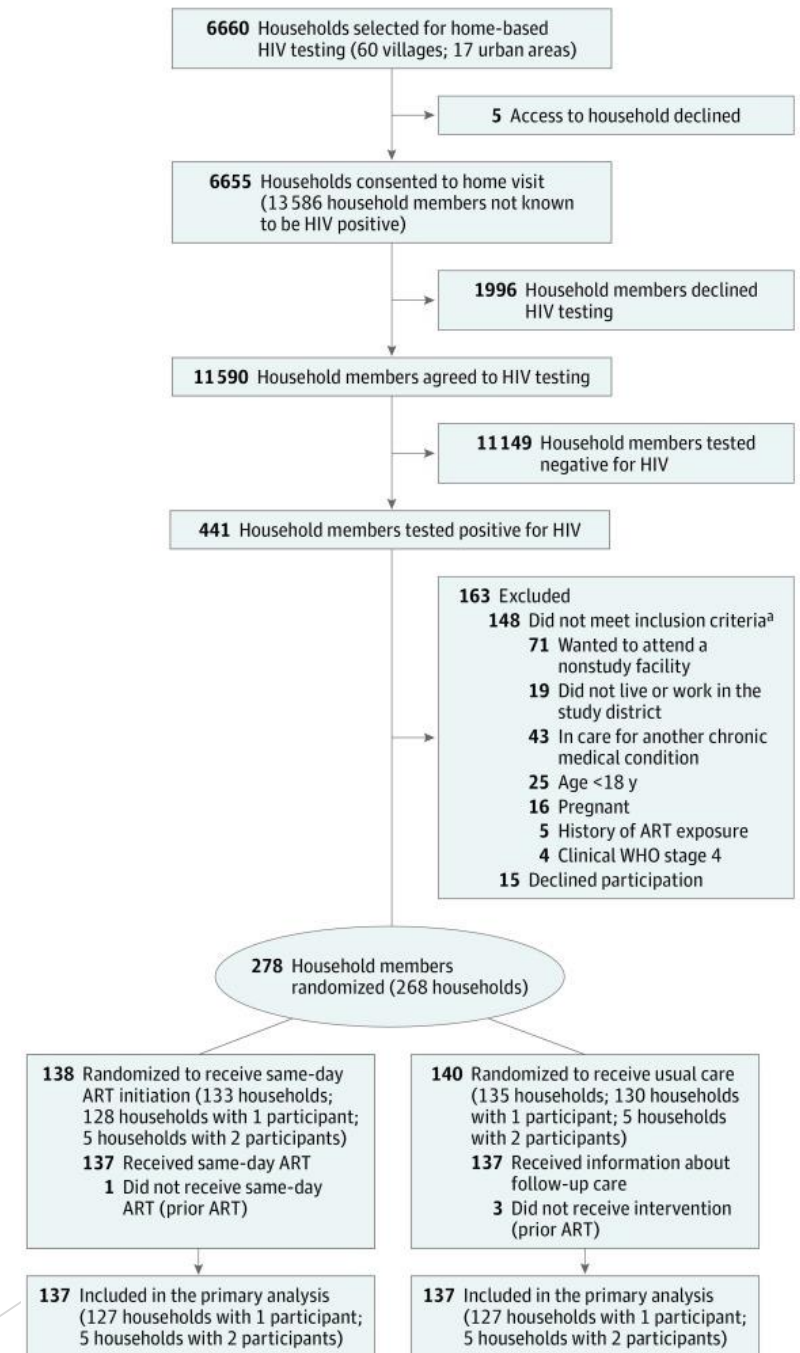 6660 Households selected for home-based
HIV testing (60 villages; 17 urban areas)
5 Access to household declined
6655 Households consented to home visit
(13 586 household members not known
to be HIV positive)
1996 Household members declined
HIV testing
11 590 Household members agreed to HIV testing
11 149 Household members tested
negative for HIV
441 Household members tested positive for HIV
163 Excluded
148 Did not meet inclusion criteriaª
71 Wanted to attend a
nonstudy facility
19 Did not live or work in the
study district
43 In care for another chronic
medical condition
25 Age <18 y
16 Pregnant
5 History of ART exposure
4 Clinical WHO stage 4
15 Declined participation
278 Household members
randomized (268 households)
138 Randomized to receive same-day
ART initiation (133 households;
128 households with 1 participant;
5 households with 2 participants)
137 Received same-day ART
1 Did not receive same-day
ART (prior ART)
140 Randomized to receive usual care
(135 households; 130 households
with 1 participant; 5 households
with 2 participants)
137 Received information about
follow-up care
3 Did not receive intervention
(prior ART)
137 Included in the primary analysis
(127 households with 1 participant;
5 households with 2 participants)
137 Included in the primary analysis
(127 households with 1 participant;
5 households with 2 participants)